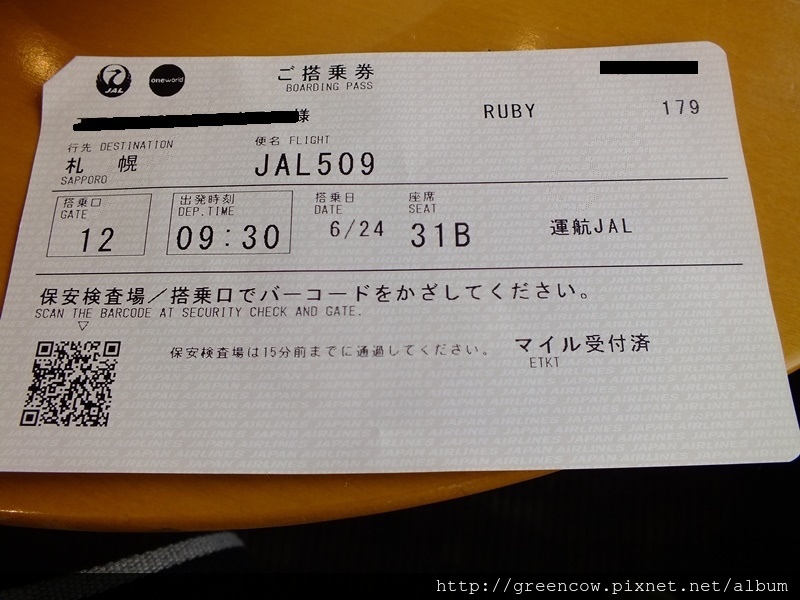 JAL
oneworld
ご搭乗券
BOARDING PASS
様
RUBY
179
行先 DESTINATION
札 幌
SAPPORO
便名 FLIGHT
JAL509
搭乗口
GATE
12
出発時刻
DEP.TIME
09:30
搭乗日
DATE
6/24
座席
SEAT
31B
運航JAL
保安検査場/搭乗口でバーコードをかざしてください。
SCAN THE BARCODE AT SECURITY CHECK AND GATE.
保安検査場は15分前までに通過してください。
マイル受付済
ETKT
JAPAN AIRLINES
http://greencow.pixnet.net/album